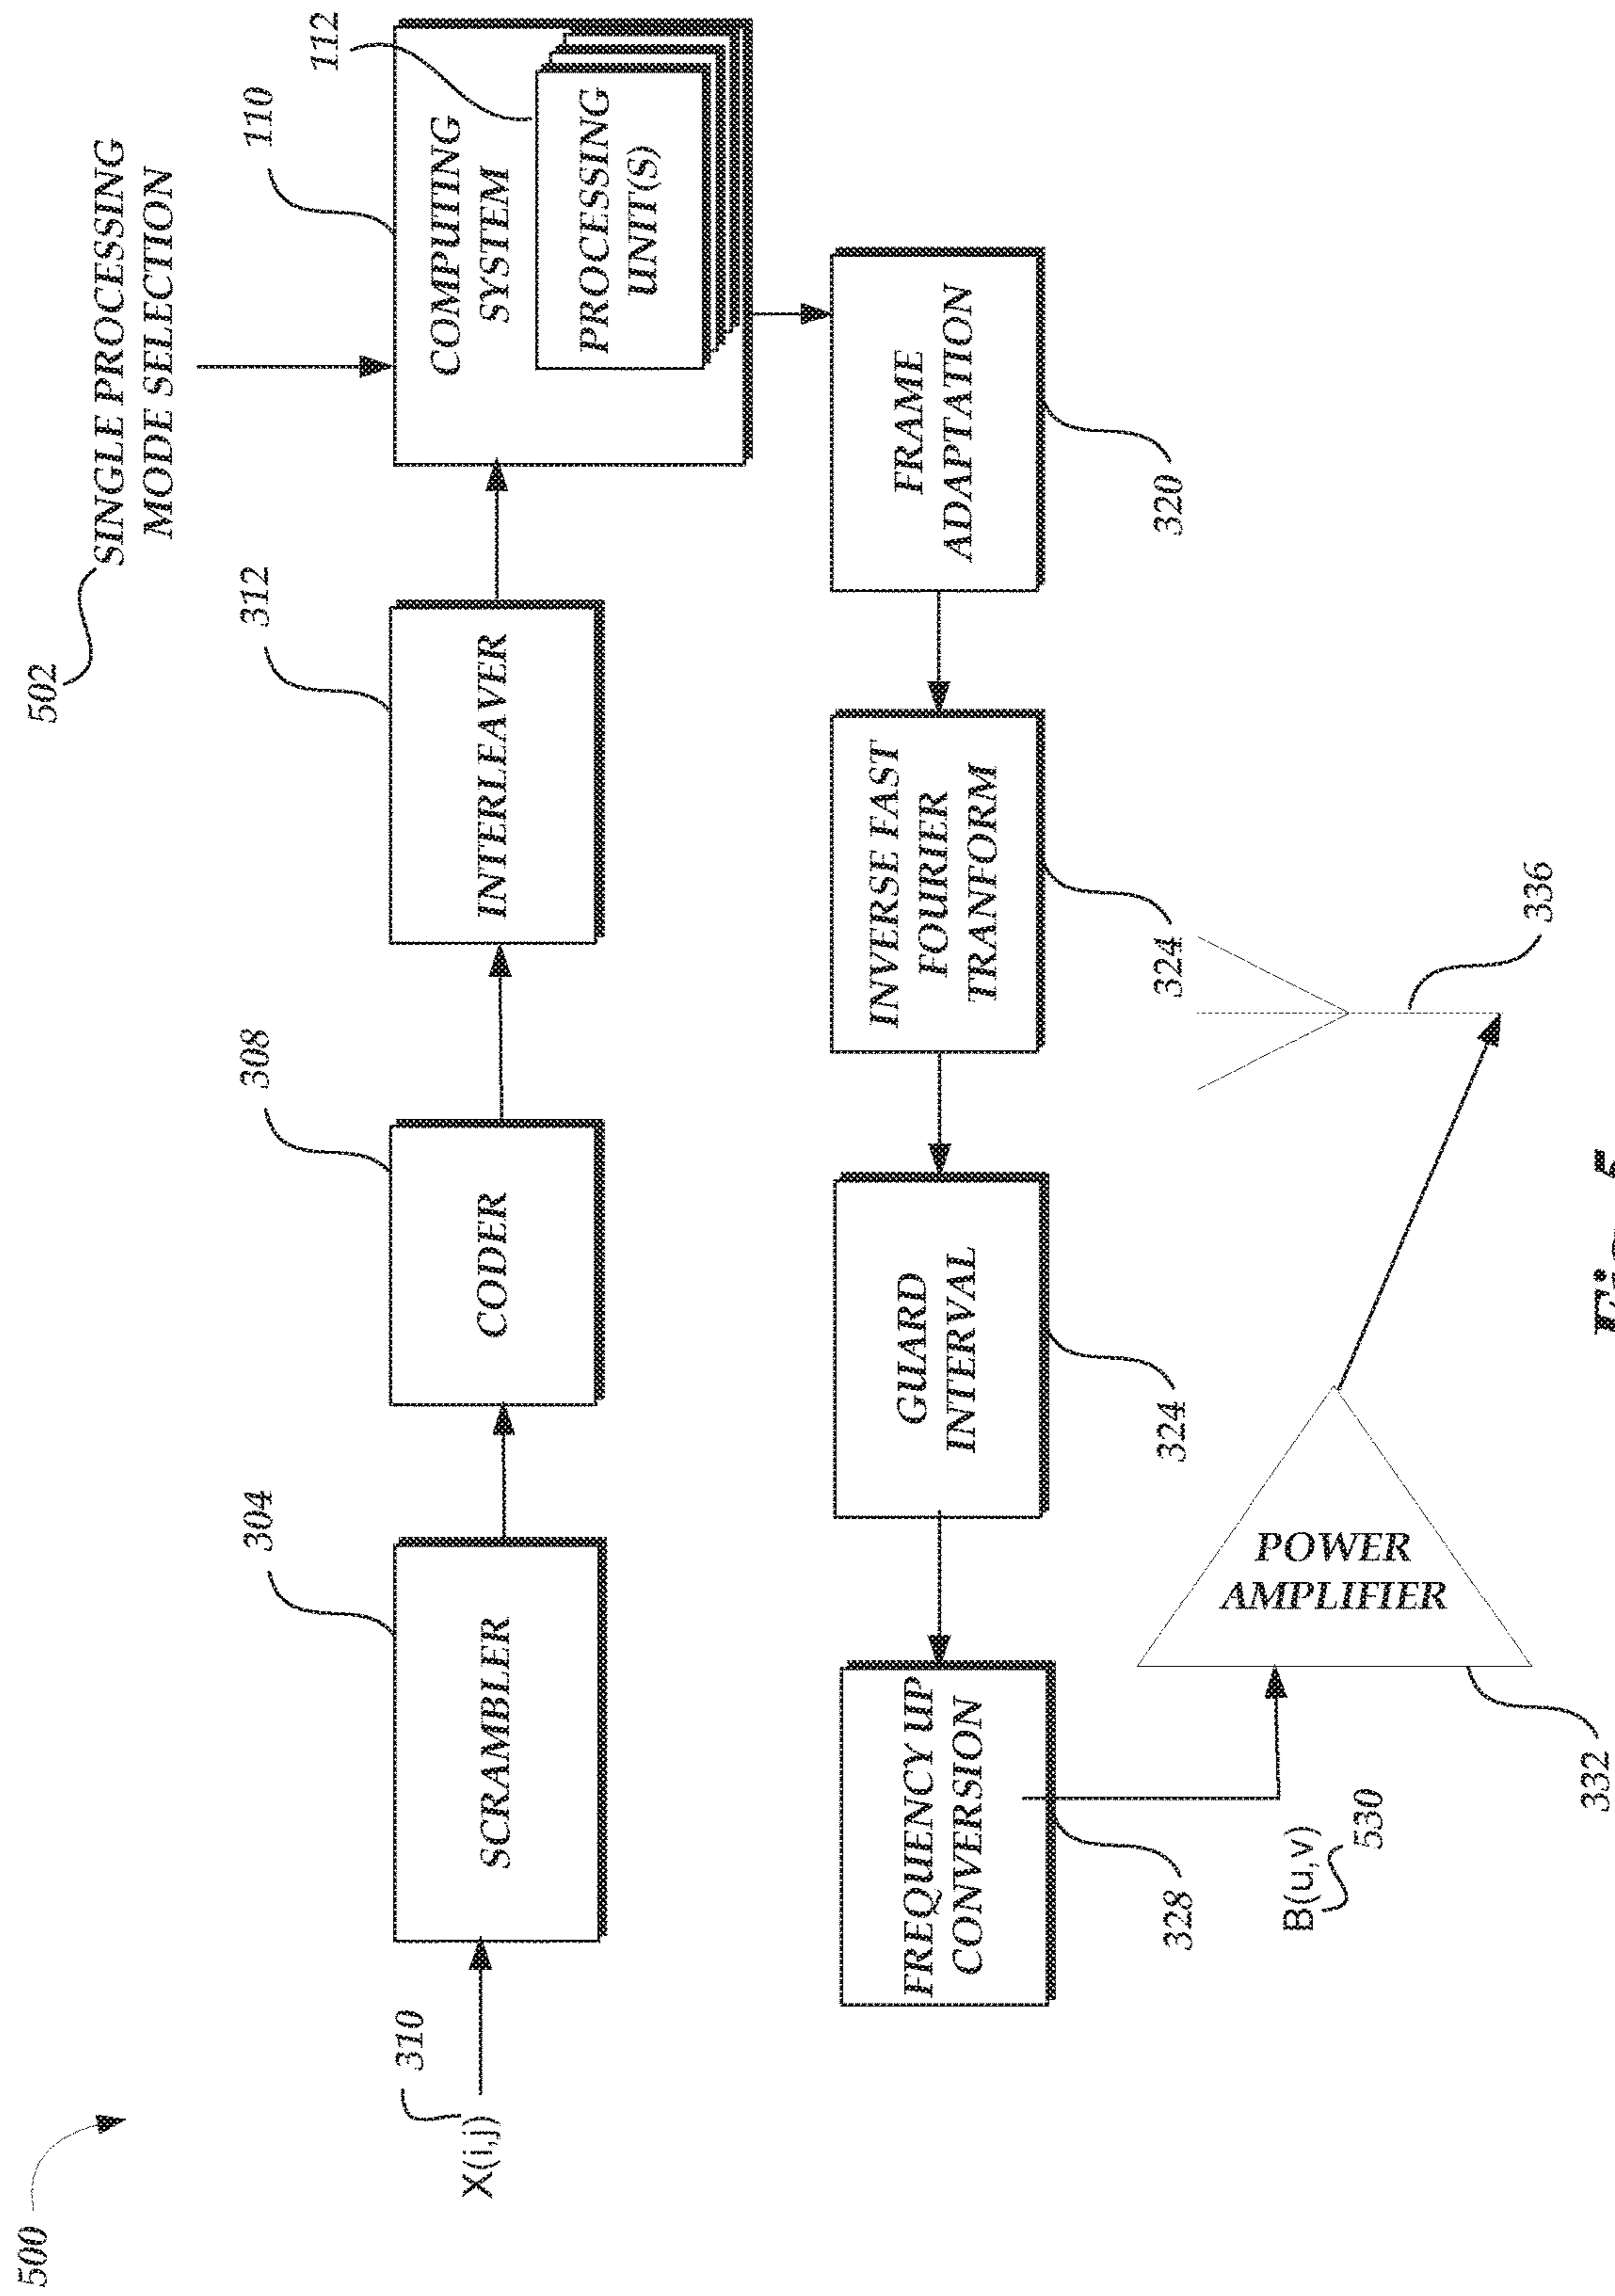 500
502
SINGLE PROCESSING
MODE SELECTION
X(i,j)
310
304
SCRAMBLER
308
CODER
312
INTERLEAVER
110
COMPUTING
SYSTEM
112
PROCESSING
UNIT(S)
FREQUENCY UP
CONVERSION
328
GUARD
INTERVAL
324
INVERSE FAST
FOURIER
TRANFORM
324
FRAME
ADAPTATION
320
B(u,v)
530
POWER
AMPLIFIER
332
336